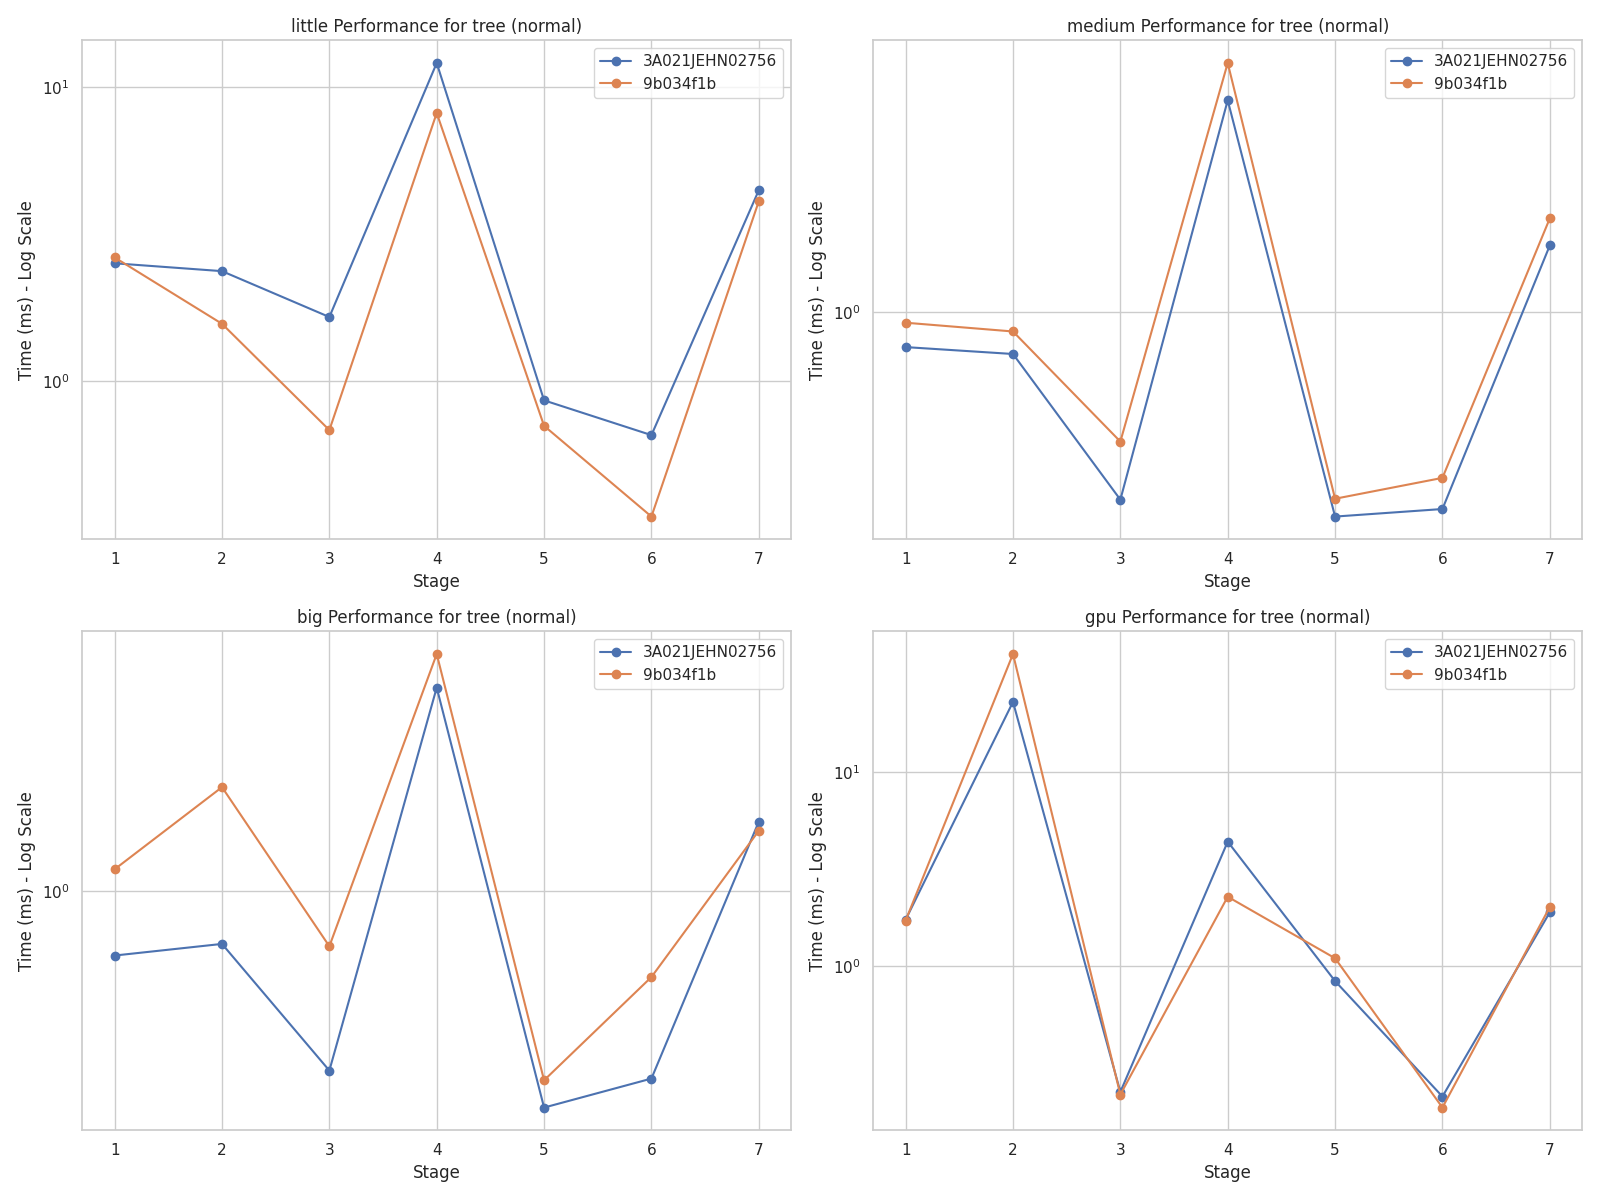 little Performance for tree (normal)
3A021JEHN02756
9b034f1b
10¹
10⁰
Time (ms) - Log Scale
1 2 3 4 5 6 7
Stage
medium Performance for tree (normal)
3A021JEHN02756
9b034f1b
10⁰
Time (ms) - Log Scale
1 2 3 4 5 6 7
Stage
big Performance for tree (normal)
3A021JEHN02756
9b034f1b
10⁰
Time (ms) - Log Scale
1 2 3 4 5 6 7
Stage
gpu Performance for tree (normal)
3A021JEHN02756
9b034f1b
10¹
10⁰
Time (ms) - Log Scale
1 2 3 4 5 6 7
Stage